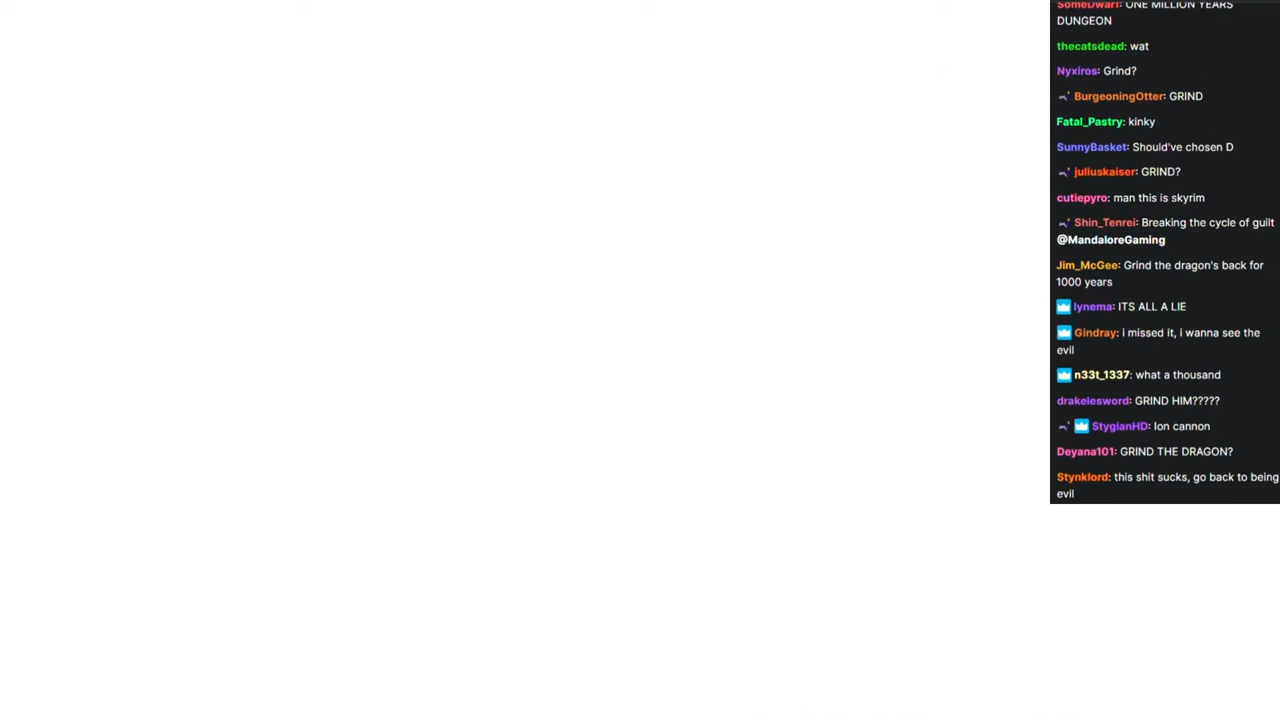 SomeDwarf: ONE MILLION YEARS
DUNGEON
thecatsdead: wat
Nyxiros: Grind?
BurgeoningOtter: GRIND
Fatal_Pastry: kinky
SunnyBasket: Should've chosen D
juliuskaiser: GRIND?
cutiepyro: man this is skyrim
Shin_Tenrei: Breaking the cycle of guilt
@MandaloreGaming
Jim_McGee: Grind the dragon's back for
1000 years
lynema: ITS ALL A LIE
Gindray: i missed it, i wanna see the
evil
n33t_1337: what a thousand
drakelesword: GRIND HIM?????
StygianHD: Ion cannon
Deyana101: GRIND THE DRAGON?
Stynklord: this shit sucks, go back to being
evil